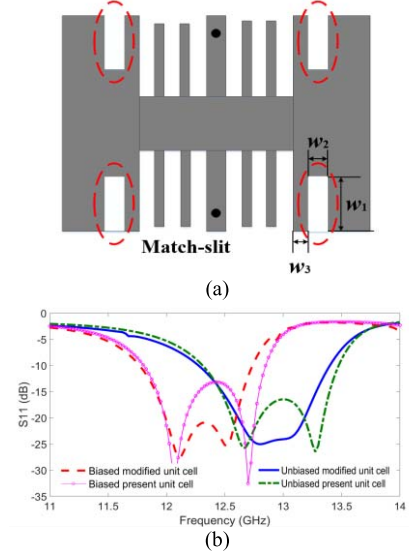 w2
w1
Match-slit
w3
(a)
0
-5
-10
-15
-20
-25
-30
-35
S11 (dB)
Biased modified unit cell
Unbiased modified unit cell
Biased present unit cell
Unbiased present unit cell
11
11.5
12
12.5
13
13.5
14
Frequency (GHz)
(b)